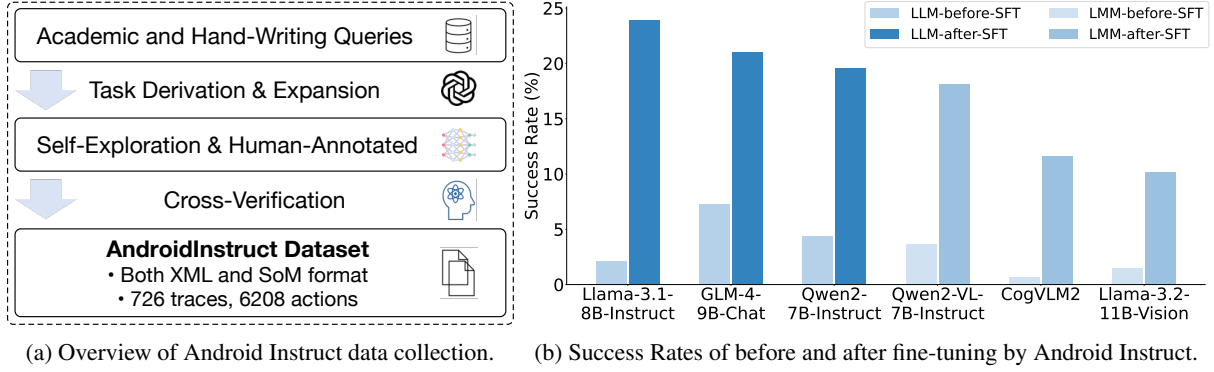 Academic and Hand-Writing Queries
Task Derivation & Expansion
Self-Exploration & Human-Annotated
Cross-Verification
AndroidInstruct Dataset
• Both XML and SoM format
• 726 traces, 6208 actions
(a) Overview of Android Instruct data collection.
LLM-before-SFT
LLM-after-SFT
LMM-before-SFT
LMM-after-SFT
Success Rate (%)
25
20
15
10
5
0
Llama-3.1-
8B-Instruct
GLM-4-
9B-Chat
Qwen2-
7B-Instruct
Qwen2-VL-
7B-Instruct
CogVLM2
Llama-3.2-
11B-Vision
(b) Success Rates of before and after fine-tuning by Android Instruct.